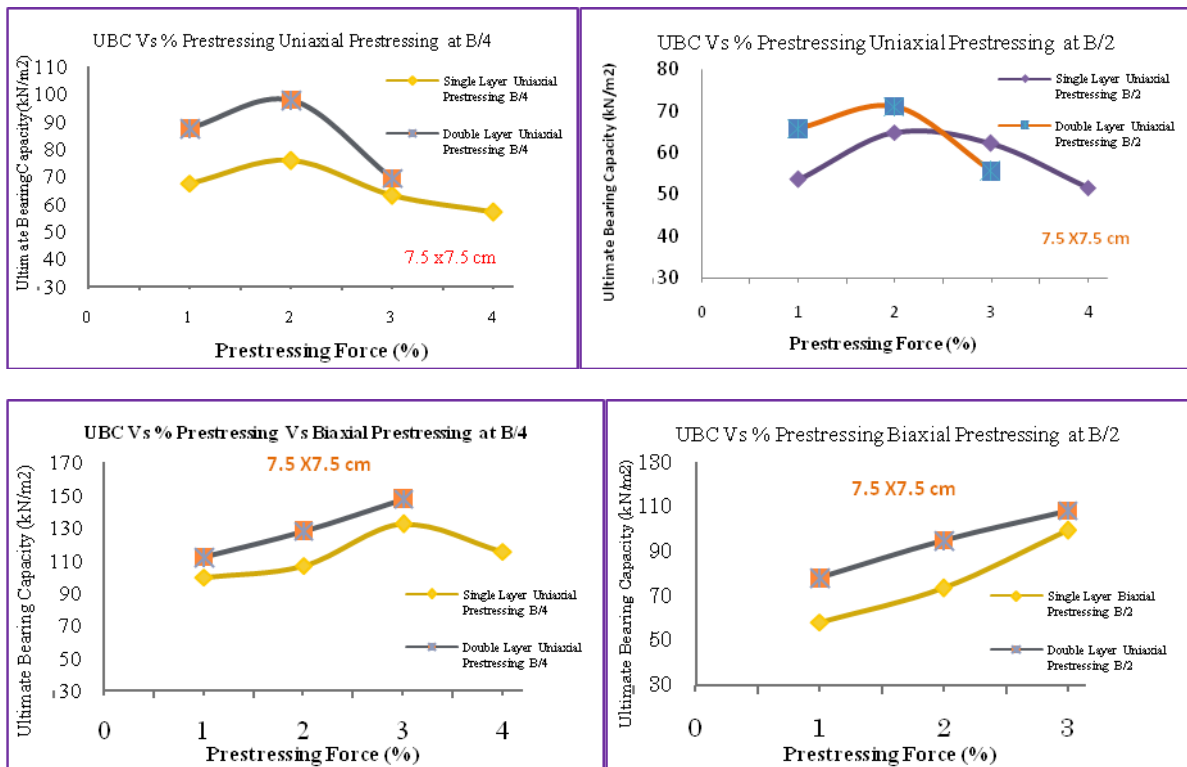 UBC Vs % Prestressing Uniaxial Prestressing at B/4
Ultimate Bearing Capacity (kN/m2)
110
100
90
80
70
60
50
40
30
0
1
2
3
4
Single Layer Uniaxial
Prestressing B/4
Double Layer Uniaxial
Prestressing B/4
7.5 x7.5 cm
Prestressing Force (%)
UBC Vs % Prestressing Uniaxial Prestressing at B/2
Ultimate Bearing Capacity (kN/m2)
80
70
60
50
40
30
0
1
2
3
4
Single Layer Uniaxial
Prestressing B/2
Double Layer Uniaxial
Prestressing B/2
7.5 X7.5 cm
Prestressing Force (%)
UBC Vs % Prestressing Vs Biaxial Prestressing at B/4
7.5 X7.5 cm
Ultimate Bearing Capacity (kN/m2)
170
150
130
110
90
70
50
30
0
1
2
3
4
Single Layer Uniaxial
Prestressing B/4
Double Layer Uniaxial
Prestressing B/4
Prestressing Force (%)
UBC Vs % Prestressing Biaxial Prestressing at B/2
7.5 X7.5 cm
Ultimate Bearing Capacity (kN/m2)
130
110
90
70
50
30
0
1
2
3
Single Layer Biaxial
Prestressing B/2
Double Layer Uniaxial
Prestressing B/2
Prestressing Force (%)